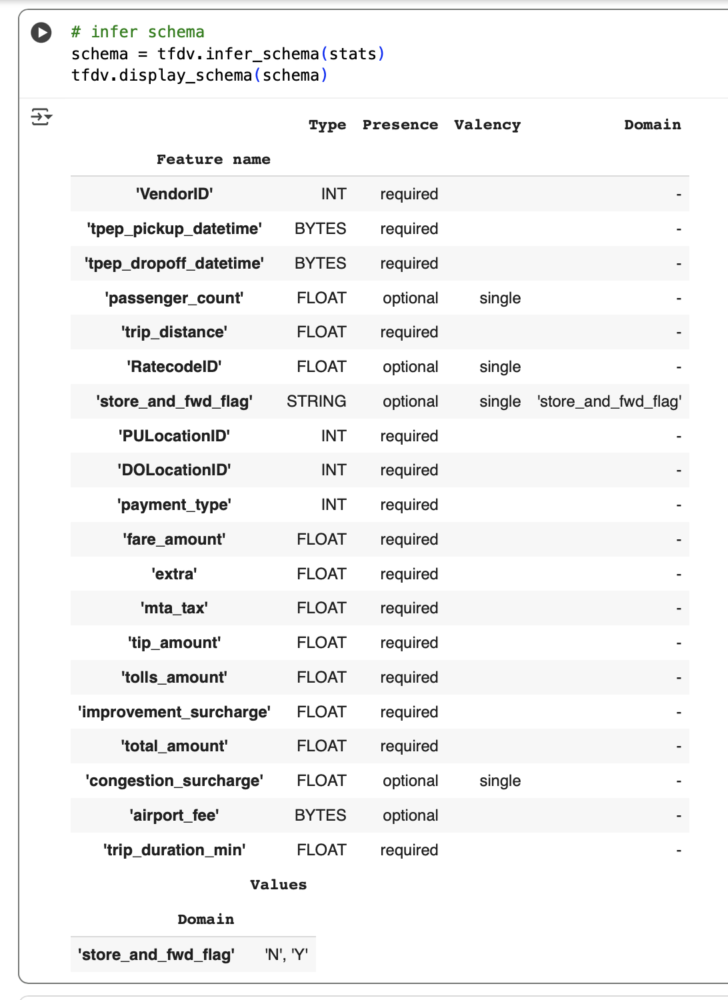 # infer schema
schema = tfdv.infer_schema(stats)
tfdv.display_schema(schema)
Type Presence Valency Domain
Feature name
'VendorID' INT required -
'tpep_pickup_datetime' BYTES required -
'tpep_dropoff_datetime' BYTES required -
'passenger_count' FLOAT optional single -
'trip_distance' FLOAT required -
'RatecodeID' FLOAT optional single -
'store_and_fwd_flag' STRING optional single 'store_and_fwd_flag'
'PULocationID' INT required -
'DOLocationID' INT required -
'payment_type' INT required -
'fare_amount' FLOAT required -
'extra' FLOAT required -
'mta_tax' FLOAT required -
'tip_amount' FLOAT required -
'tolls_amount' FLOAT required -
'improvement_surcharge' FLOAT required -
'total_amount' FLOAT required -
'congestion_surcharge' FLOAT optional single -
'airport_fee' BYTES optional -
'trip_duration_min' FLOAT required -
Values
Domain
'store_and_fwd_flag' 'N', 'Y'